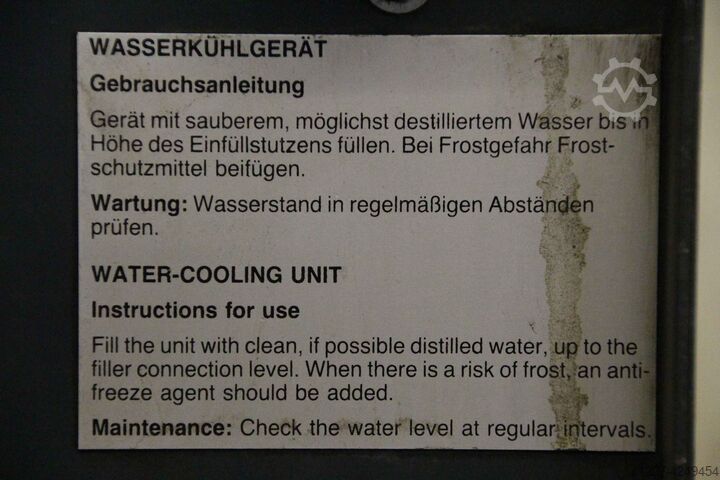 WASSERKÜHLGERÄT
Gebrauchsanleitung
Gerät mit sauberem, möglichst destilliertem Wasser bis in
Höhe des Einfüllstutzens füllen. Bei Frostgefahr Frost-
schutzmittel beifügen.
Wartung: Wasserstand in regelmäßigen Abständen
prüfen.
WATER-COOLING UNIT
Instructions for use
Fill the unit with clean, if possible distilled water, up to the
filler connection level. When there is a risk of frost, an anti-
freeze agent should be added.
Maintenance: Check the water level at regular intervals.